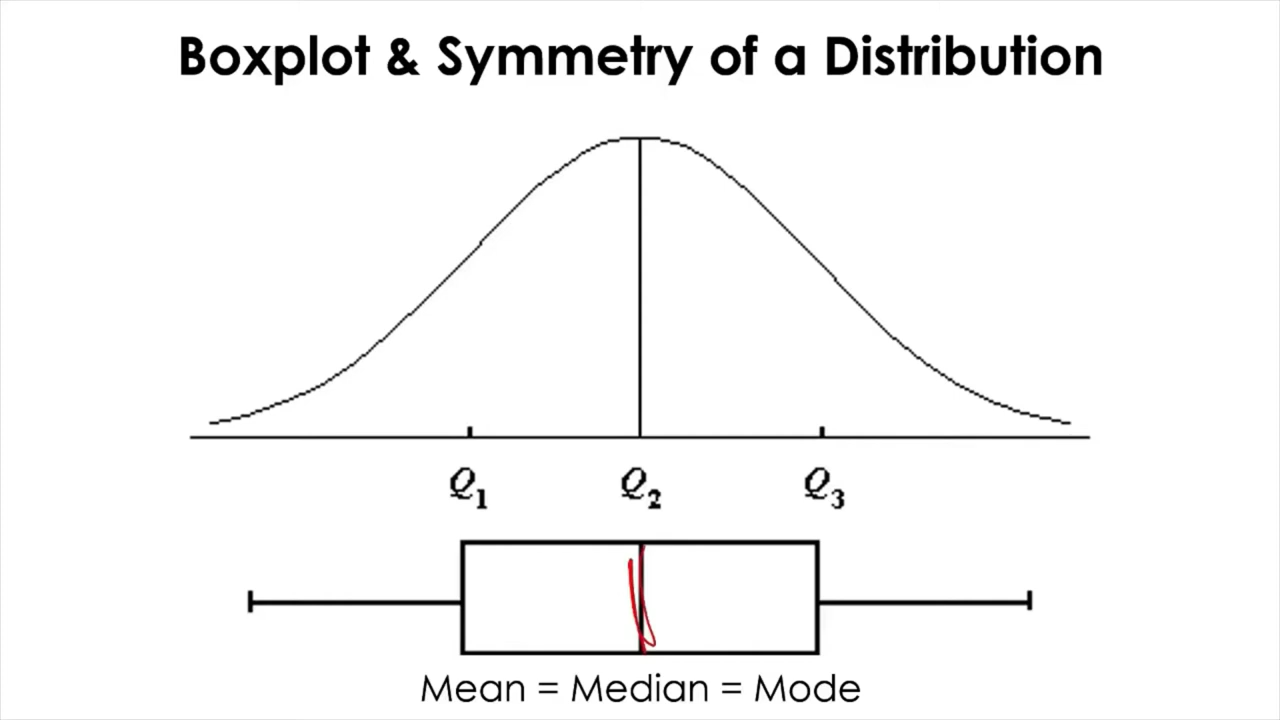 Boxplot & Symmetry of a Distribution
Q1 Q2 Q3
Mean = Median = Mode